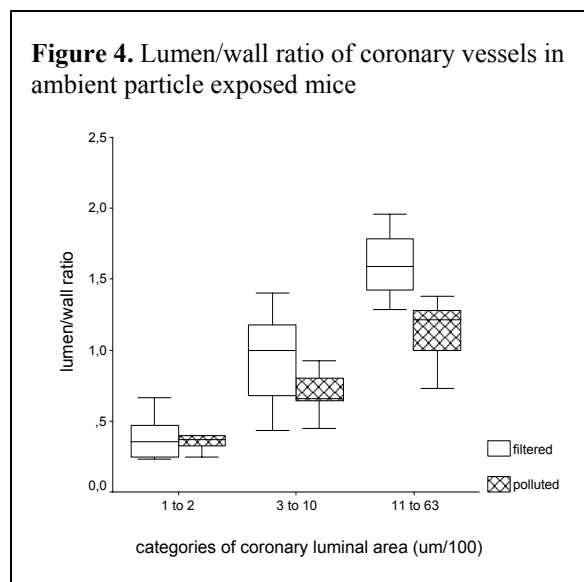 Figure 4. Lumen/wall ratio of coronary vessels in
ambient particle exposed mice
2,5
2,0
1,5
1,0
,5
0,0
lumen/wall ratio
filtered
polluted
1 to 2
3 to 10
11 to 63
categories of coronary luminal area (um/100)